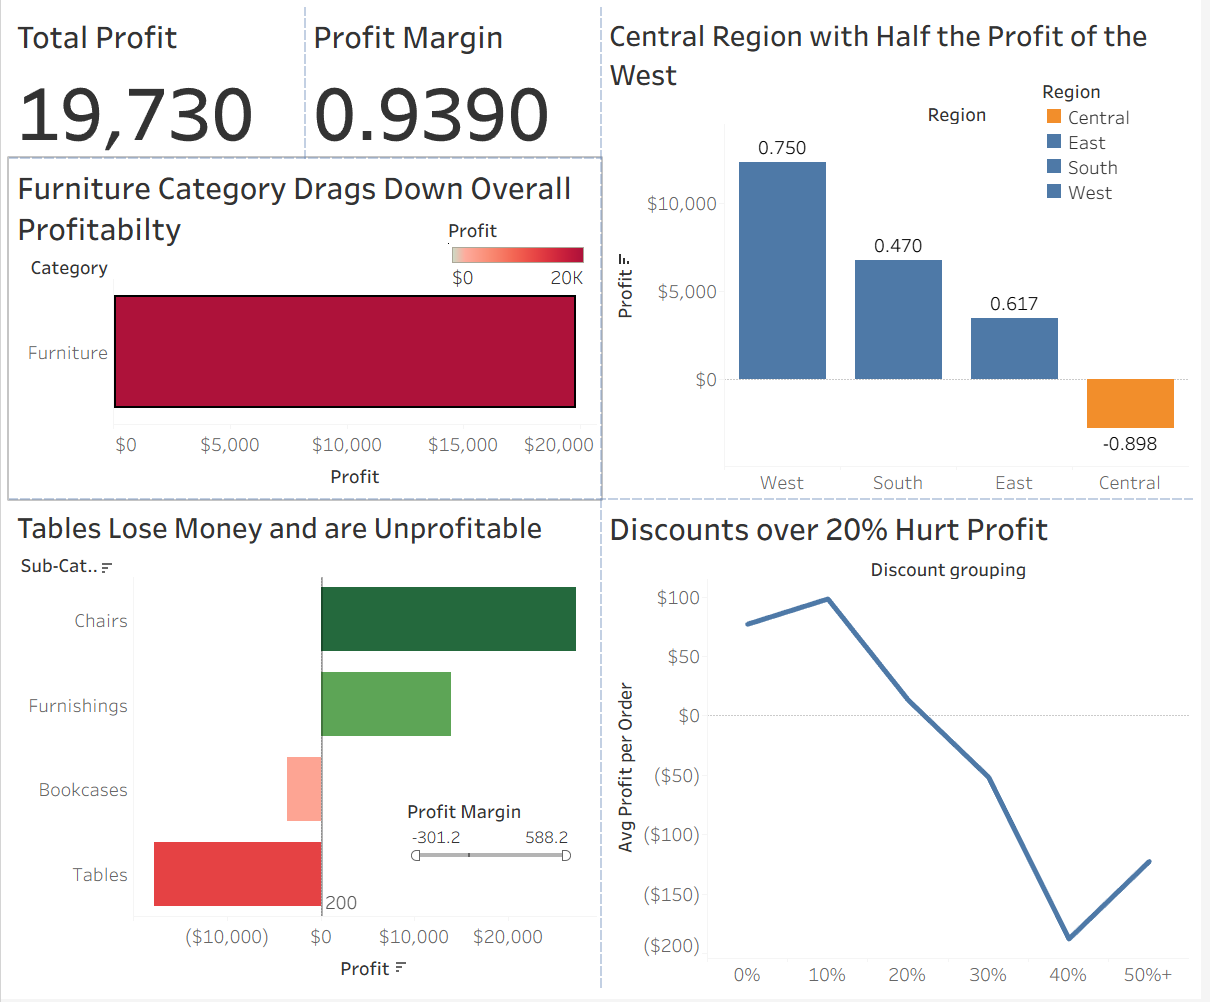 Total Profit
19,730
Profit Margin
0.9390
Furniture Category Drags Down Overall
Profitabilty
Profit
$0 20K
Category
Furniture
$0 $5,000 $10,000 $15,000 $20,000
Profit
Central Region with Half the Profit of the
West
Region
Region
Central
East
South
West
Profit
$10,000
$5,000
$0
0.750
0.470
0.617
-0.898
West South East Central
Tables Lose Money and are Unprofitable
Sub-Cat..
Chairs
Furnishings
Bookcases
Tables
Profit Margin
-301.2 588.2
200
($10,000) $0 $10,000 $20,000
Profit
Discounts over 20% Hurt Profit
Discount grouping
Avg Profit per Order
$100
$50
$0
($50)
($100)
($150)
($200)
0% 10% 20% 30% 40% 50%+